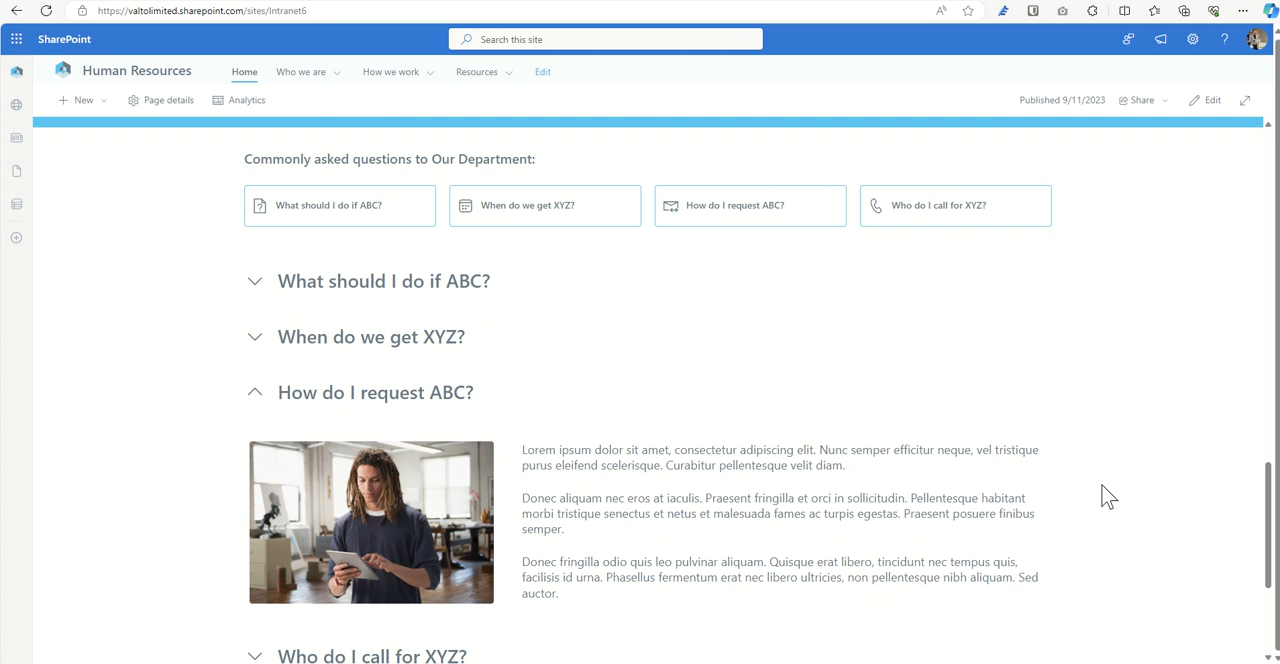 https://valtolimited.sharepoint.com/sites/Intranet6
SharePoint
Search this site
Human Resources
Home
Who we are
How we work
Resources
Edit
New
Page details
Analytics
Published 9/11/2023
Share
Edit
Commonly asked questions to Our Department:
What should I do if ABC?
When do we get XYZ?
How do I request ABC?
Who do I call for XYZ?
What should I do if ABC?
When do we get XYZ?
How do I request ABC?
Lorem ipsum dolor sit amet, consectetur adipiscing elit. Nunc semper efficitur neque, vel tristique
purus eleifend scelerisque. Curabitur pellentesque velit diam.
Donec aliquam nec eros at iaculis. Praesent fringilla et orci in sollicitudin. Pellentesque habitant
morbi tristique senectus et netus et malesuada fames ac turpis egestas. Praesent posuere finibus
semper.
Donec fringilla odio quis leo pulvinar aliquam. Quisque erat libero, tincidunt nec tempus quis,
facilisis id urna. Phasellus fermentum erat nec libero ultricies, non pellentesque nibh aliquam. Sed
auctor.
Who do I call for XYZ?